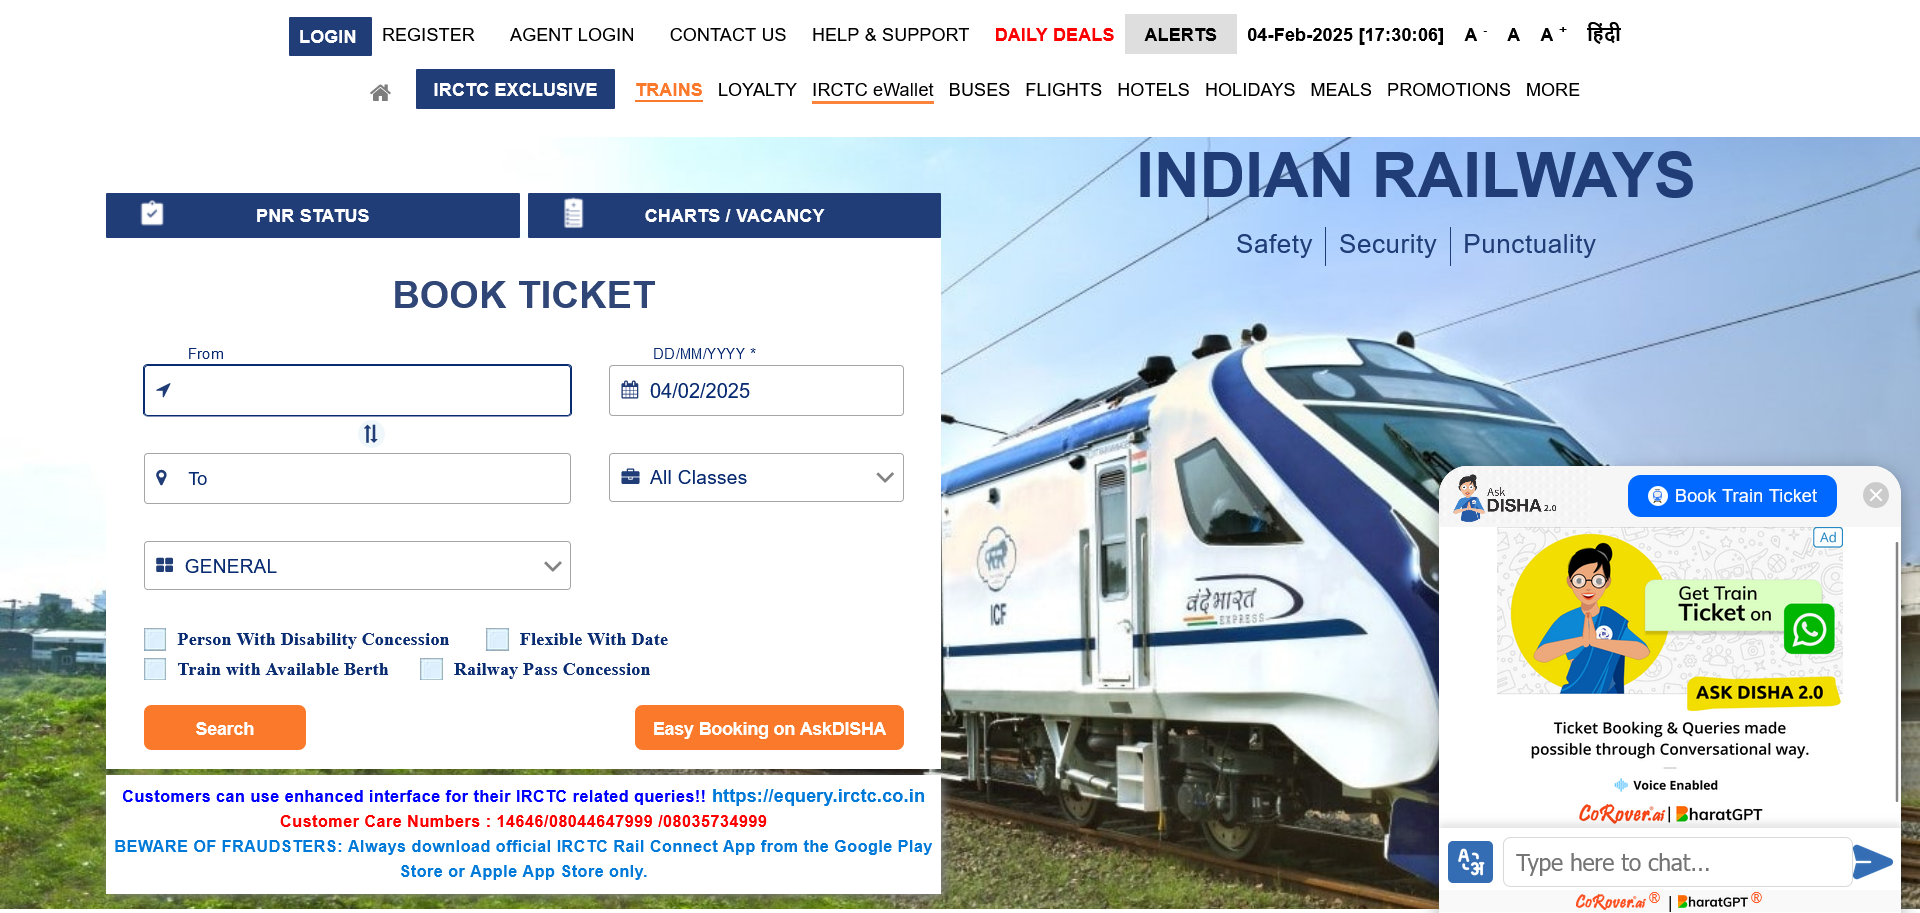 LOGIN REGISTER AGENT LOGIN CONTACT US HELP & SUPPORT DAILY DEALS ALERTS 04-Feb-2025 [17:30:06] A - A A + हिंदी
IRCTC EXCLUSIVE TRAINS LOYALTY IRCTC eWallet BUSES FLIGHTS HOTELS HOLIDAYS MEALS PROMOTIONS MORE
INDIAN RAILWAYS
Safety Security Punctuality
PNR STATUS CHARTS / VACANCY
BOOK TICKET
From DD/MM/YYYY *
04/02/2025
To All Classes
GENERAL
Person With Disability Concession Flexible With Date
Train with Available Berth Railway Pass Concession
Search Easy Booking on AskDISHA
Customers can use enhanced interface for their IRCTC related queries!! https://equery.irctc.co.in
Customer Care Numbers : 14646/08044647999 /08035734999
BEWARE OF FRAUDSTERS: Always download official IRCTC Rail Connect App from the Google Play
Store or Apple App Store only.
ICF
वंदे भारत
EXPRESS
Ask
DISHA 2.0
Book Train Ticket
Ad
Get Train
Ticket on
ASK DISHA 2.0
Ticket Booking & Queries made
possible through Conversational way.
Voice Enabled
CoRover.ai | BharatGPT
A अ
Type here to chat...
CoRover.ai ® | BharatGPT ®